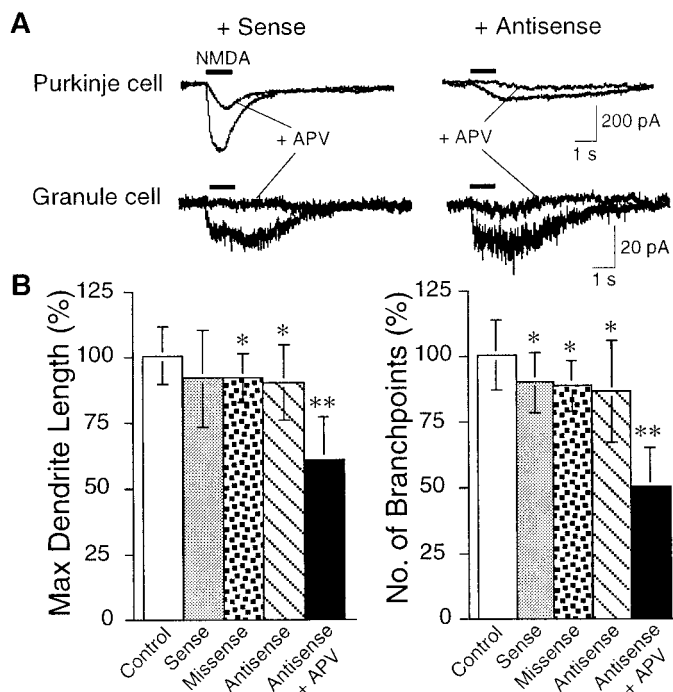 A
+ Sense
+ Antisense
NMDA
Purkinje cell
+ APV
+ APV
200 pA
1 s
Granule cell
20 pA
1 s
B
Max Dendrite Length (%)
125
100
75
50
25
0
*
*
**
Control
Sense
Missense
Antisense
Antisense
+ APV
No. of Branchpoints (%)
125
100
75
50
25
0
*
*
*
**
Control
Sense
Missense
Antisense
Antisense
+ APV